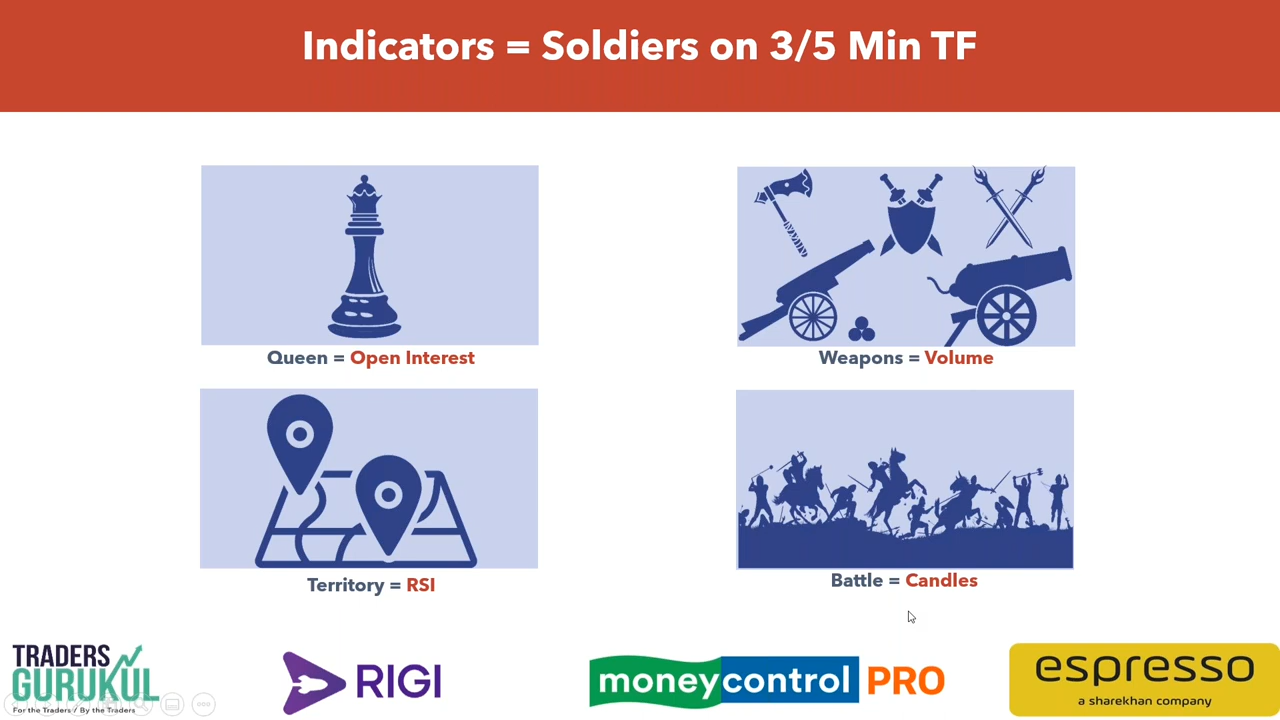 Indicators = Soldiers on 3/5 Min TF
Queen = Open Interest
Weapons = Volume
Territory = RSI
Battle = Candles
TRADERS
GURUKUL
For the Traders / By the Traders
RIGI
moneycontrol PRO
espresso
a sharekhan company